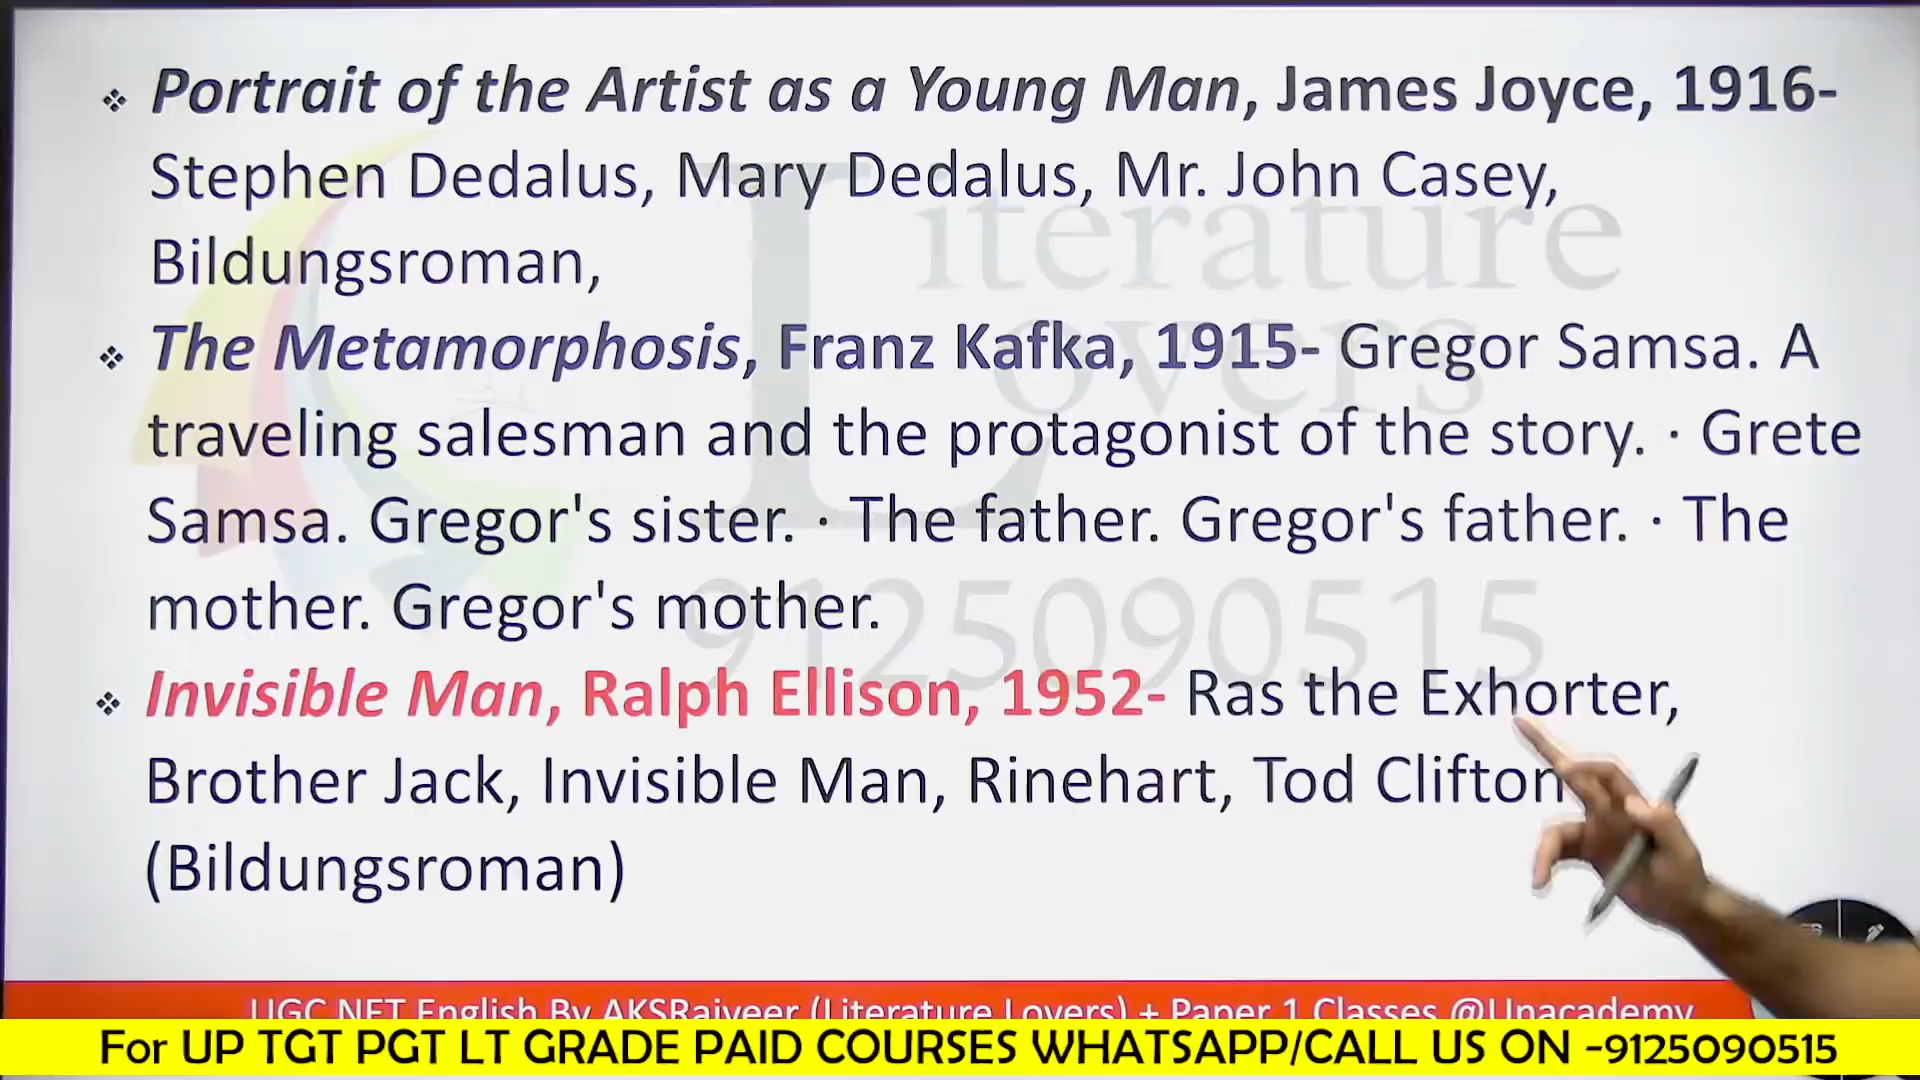 ❖ Portrait of the Artist as a Young Man, James Joyce, 1916-
Stephen Dedalus, Mary Dedalus, Mr. John Casey,
Bildungsroman,
❖ The Metamorphosis, Franz Kafka, 1915- Gregor Samsa. A
traveling salesman and the protagonist of the story. · Grete
Samsa. Gregor's sister. · The father. Gregor's father. · The
mother. Gregor's mother.
❖ Invisible Man, Ralph Ellison, 1952- Ras the Exhorter,
Brother Jack, Invisible Man, Rinehart, Tod Clifton
(Bildungsroman)
Literature
Lovers
9125090515
UGC NET English By AKSRajveer (Literature Lovers) + Paper 1 Classes @Unacademy
For UP TGT PGT LT GRADE PAID COURSES WHATSAPP/CALL US ON -9125090515